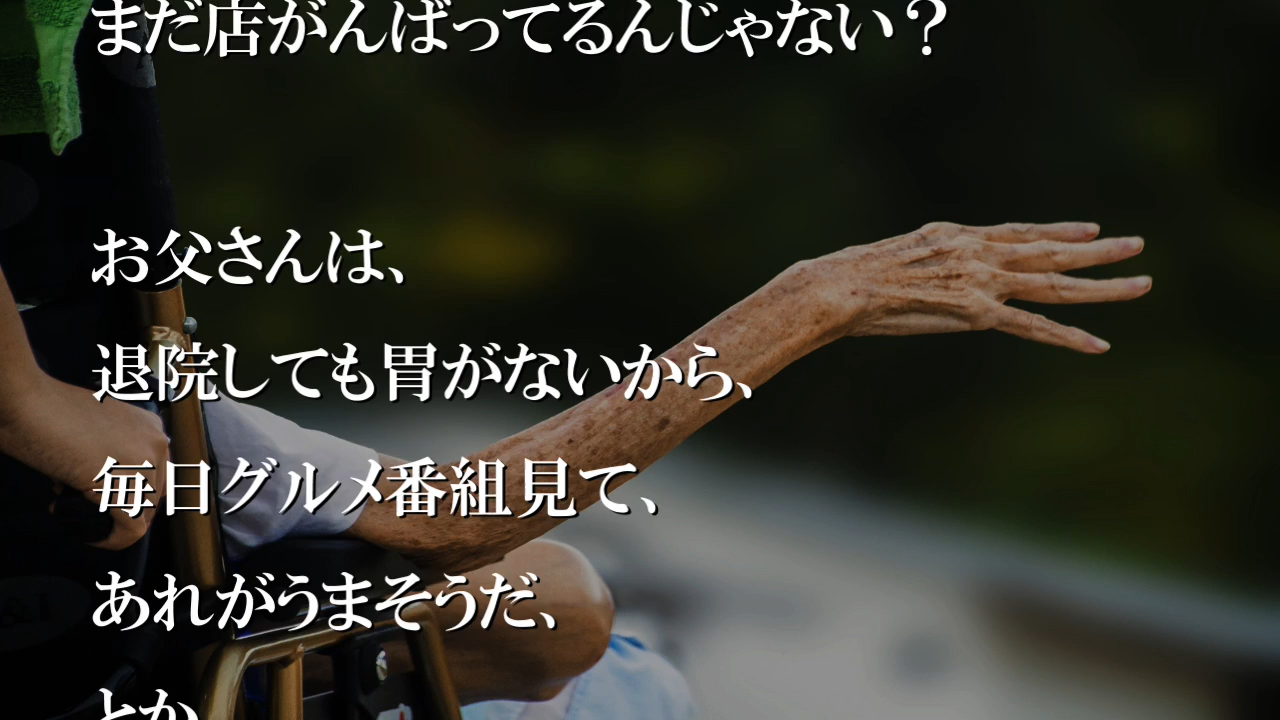 まだ店がんばってるんじゃない？
お父さんは、
退院しても胃がないから、
毎日グルメ番組見て、
あれがうまそうだ、
とか